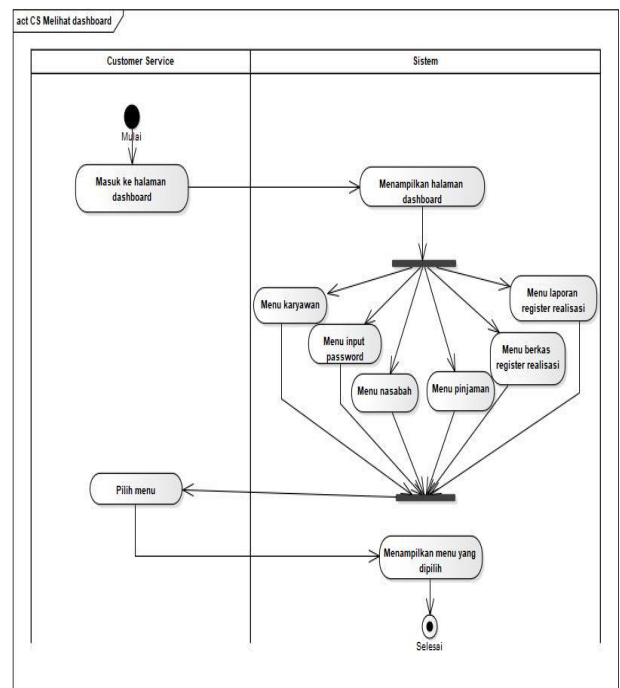 act CS Melihat dashboard
Customer Service
Sistem
Mulai
Masuk ke halaman
dashboard
Menampilkan halaman
dashboard
Menu karyawan
Menu input
password
Menu nasabah
Menu pinjaman
Menu berkas
register realisasi
Menu laporan
register realisasi
Pilih menu
Menampilkan menu yang
dipilih
Selesai